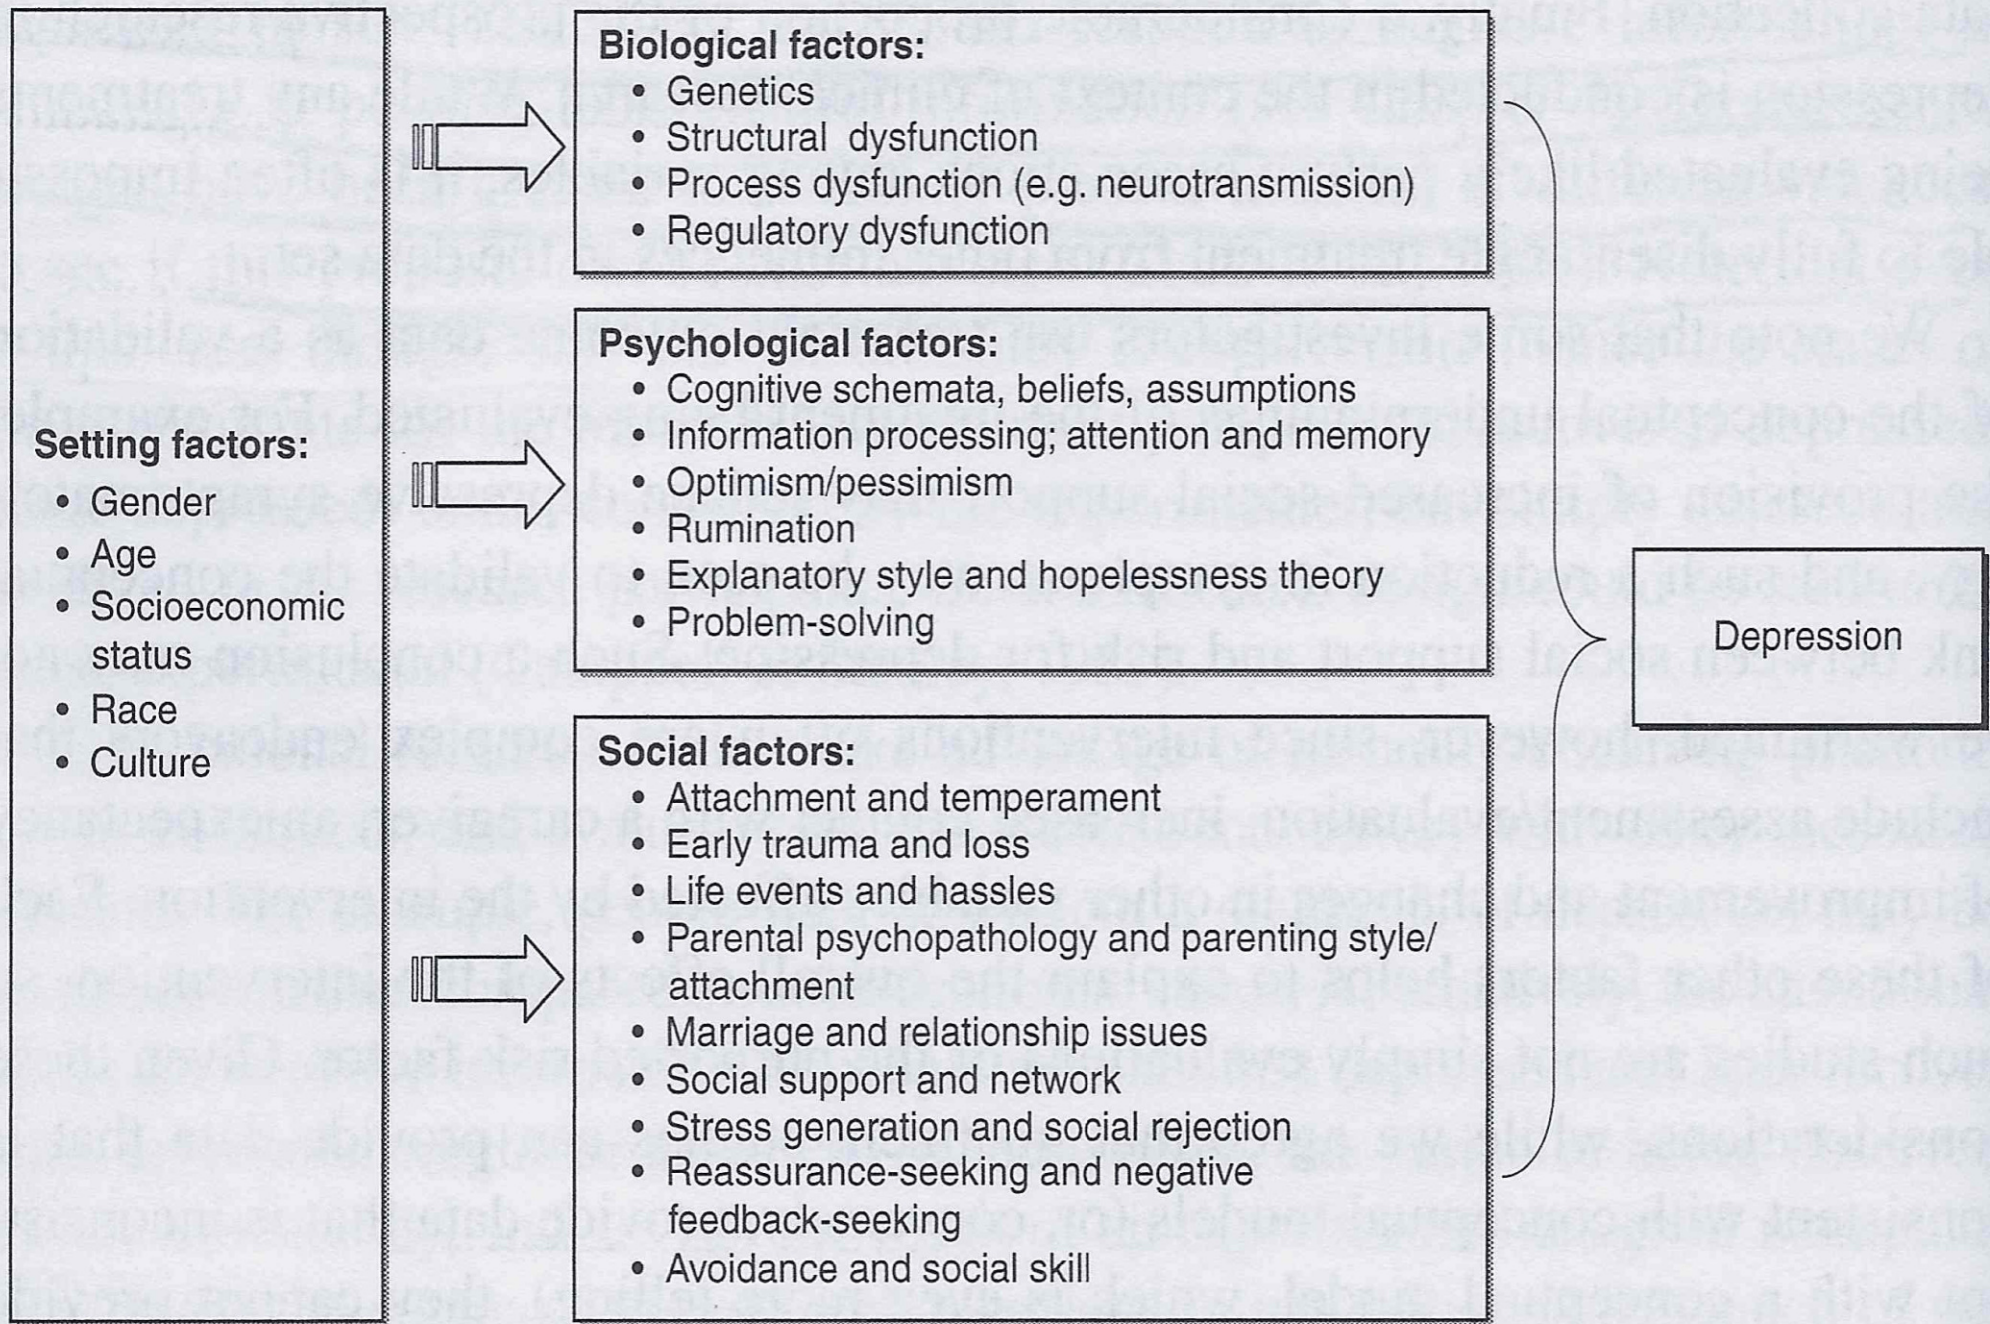 Setting factors:
• Gender
• Age
• Socioeconomic
status
• Race
• Culture
Biological factors:
• Genetics
• Structural dysfunction
• Process dysfunction (e.g. neurotransmission)
• Regulatory dysfunction
Psychological factors:
• Cognitive schemata, beliefs, assumptions
• Information processing; attention and memory
• Optimism/pessimism
• Rumination
• Explanatory style and hopelessness theory
• Problem-solving
Social factors:
• Attachment and temperament
• Early trauma and loss
• Life events and hassles
• Parental psychopathology and parenting style/
attachment
• Marriage and relationship issues
• Social support and network
• Stress generation and social rejection
• Reassurance-seeking and negative
feedback-seeking
• Avoidance and social skill
Depression